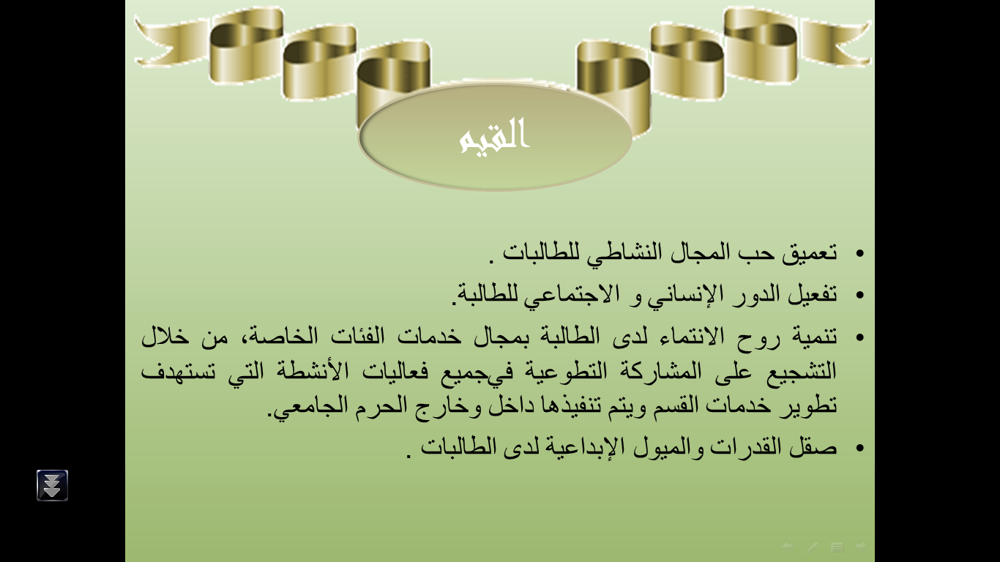 القيم
• تعميق حب المجال النشاطي للطالبات .
• تفعيل الدور الإنساني و الاجتماعي للطالبة.
• تنمية روح الانتماء لدى الطالبة بمجال خدمات الفئات الخاصة، من خلال
التشجيع على المشاركة التطوعية في جميع فعاليات الأنشطة التي تستهدف
تطوير خدمات القسم ويتم تنفيذها داخل وخارج الحرم الجامعي.
• صقل القدرات والميول الإبداعية لدى الطالبات .